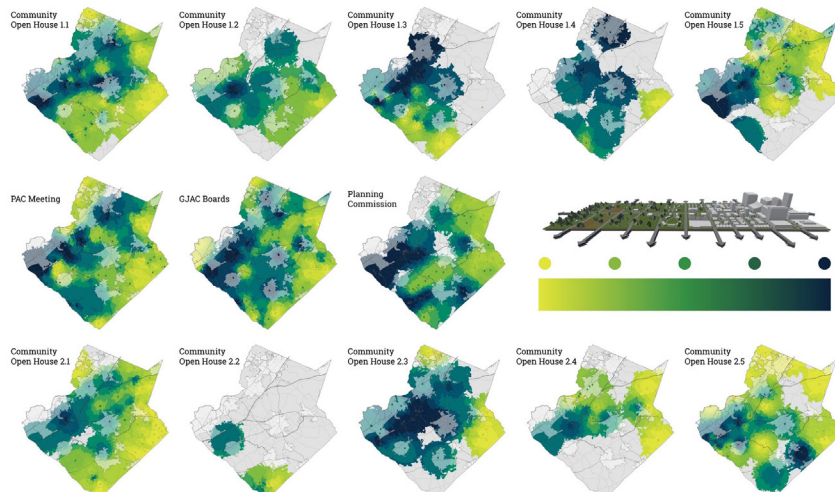 Community
Open House 1.1
Community
Open House 1.2
Community
Open House 1.3
Community
Open House 1.4
Community
Open House 1.5
PAC Meeting
GJAC Boards
Planning
Commission
Community
Open House 2.1
Community
Open House 2.2
Community
Open House 2.3
Community
Open House 2.4
Community
Open House 2.5